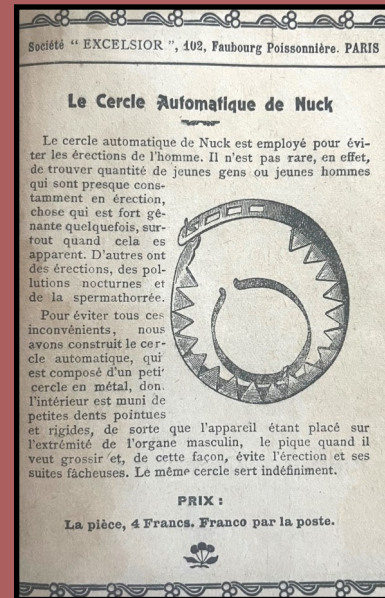 Société “ EXCELSIOR ”, 102, Faubourg Poissonnière. PARIS
Le Cercle Automatique de Nuck
Le cercle automatique de Nuck est employé pour évi-
ter les érections de l'homme. Il n'est pas rare, en effet,
de trouver quantité de jeunes gens ou jeunes hommes
qui sont presque cons-
tamment en érection,
chose qui est fort gê-
nante quelquefois, sur-
tout quand cela es
apparent. D'autres ont
des érections, des pol-
lutions nocturnes et
de la spermathorrée.
Pour éviter tous ces
inconvénients, nous
avons construit le cer-
cle automatique, qui
est composé d'un peti
cercle en métal, don
l'intérieur est muni de
petites dents pointues
et rigides, de sorte que l'appareil étant placé sur
l'extrémité de l'organe masculin, le pique quand il
veut grossir et, de cette façon, évite l'érection et ses
suites fâcheuses. Le même cercle sert indéfiniment.
PRIX :
La pièce, 4 Francs. Franco par la poste.